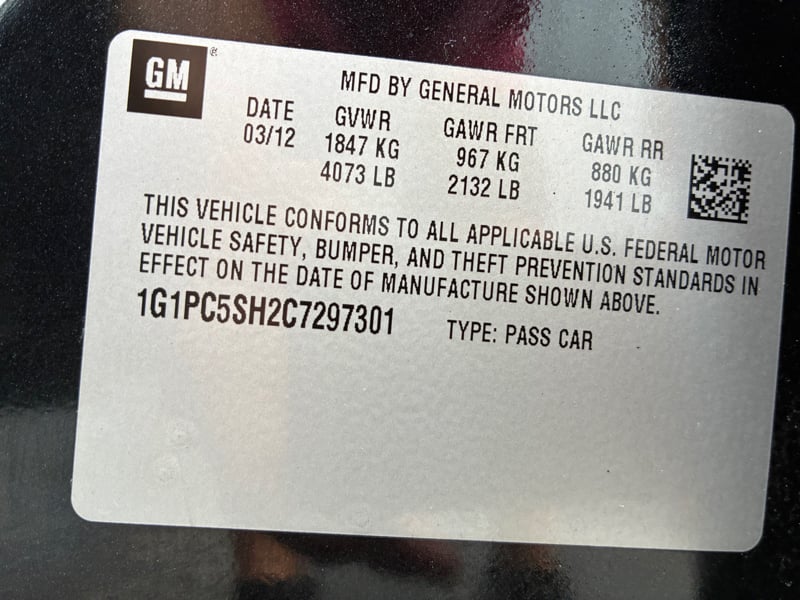 GM ®
MFD BY GENERAL MOTORS LLC
DATE GVWR GAWR FRT GAWR RR
03/12 1847 KG 967 KG 880 KG
4073 LB 2132 LB 1941 LB
THIS VEHICLE CONFORMS TO ALL APPLICABLE U.S. FEDERAL MOTOR
VEHICLE SAFETY, BUMPER, AND THEFT PREVENTION STANDARDS IN
EFFECT ON THE DATE OF MANUFACTURE SHOWN ABOVE.
1G1PC5SH2C7297301 TYPE: PASS CAR